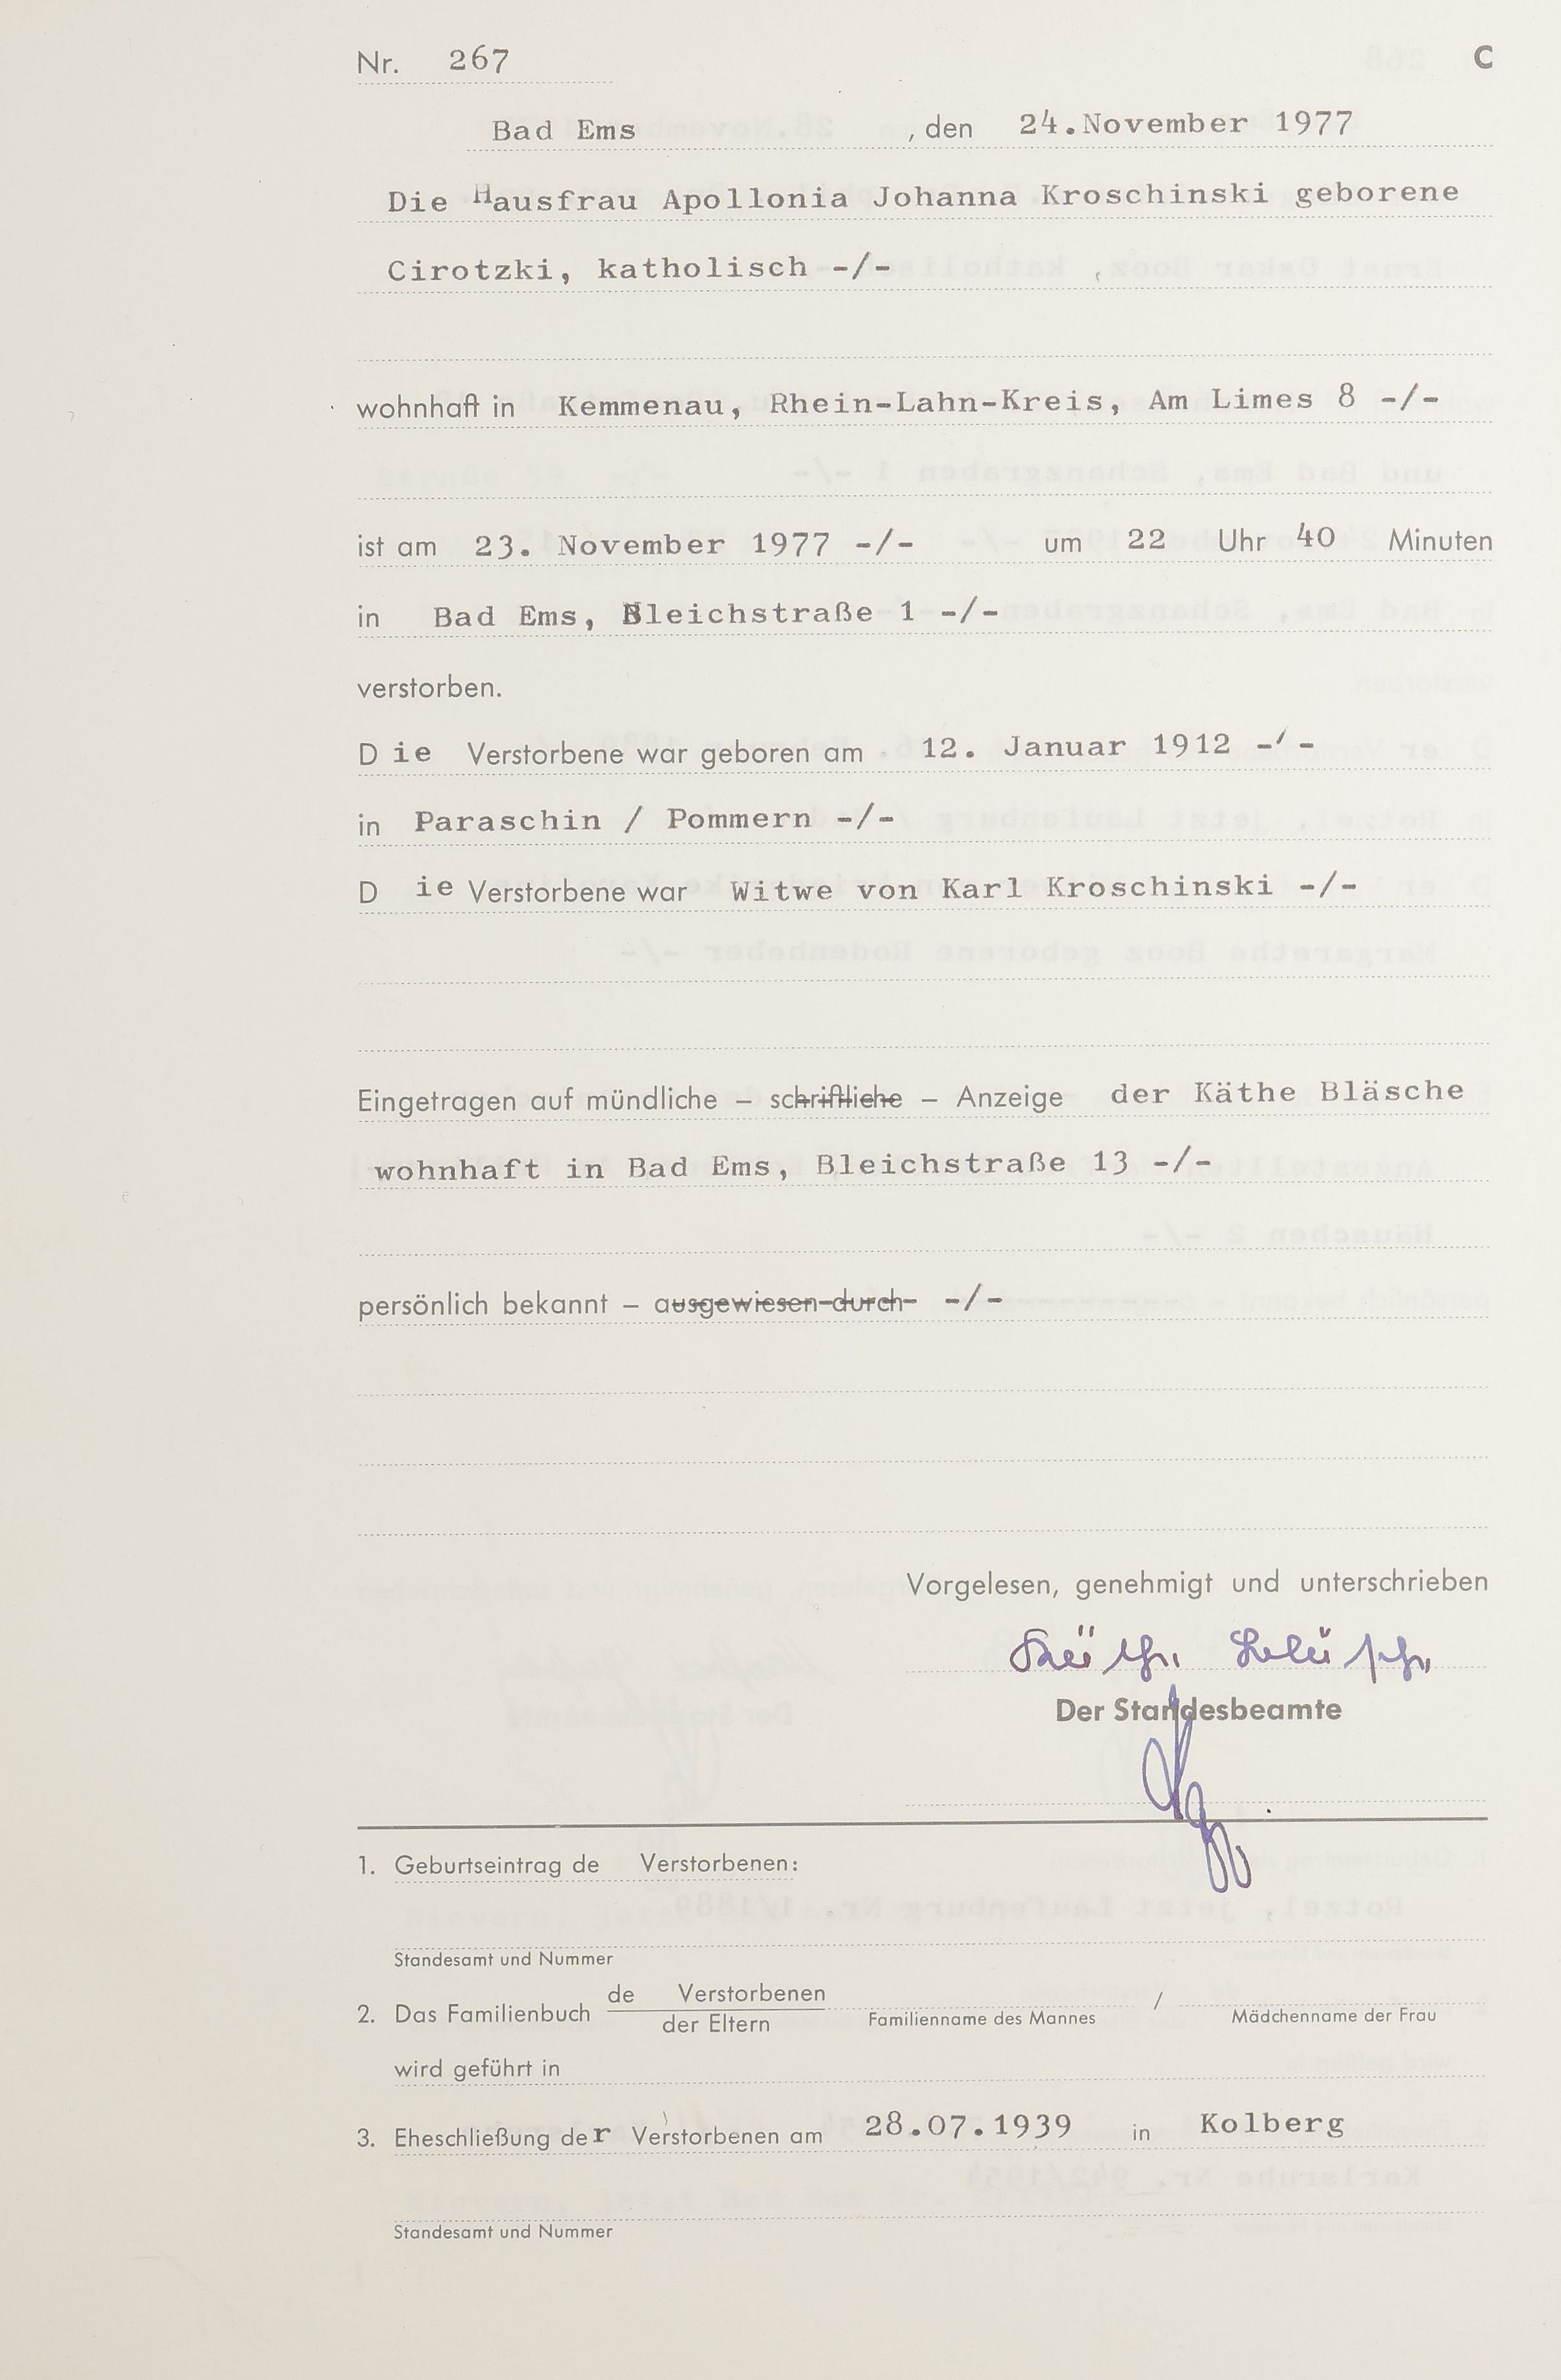 Nr. 267 C
Bad Ems , den 24.November 1977
Die Hausfrau Apollonia Johanna Kroschinski geborene
Cirotzki, katholisch -/-
wohnhaft in Kemmenau, Rhein-Lahn-Kreis, Am Limes 8 -/-
ist am 23. November 1977 -/- um 22 Uhr 40 Minuten
in Bad Ems, Bleichstraße 1 -/-
verstorben.
D ie Verstorbene war geboren am 12. Januar 1912 -/-
in Paraschin / Pommern -/-
D ie Verstorbene war Witwe von Karl Kroschinski -/-
Eingetragen auf mündliche – schriftliche – Anzeige der Käthe Bläsche
wohnhaft in Bad Ems, Bleichstraße 13 -/-
persönlich bekannt – ausgewiesen durch -/-
Vorgelesen, genehmigt und unterschrieben
Käthe Bläsche
Der Standesbeamte
1. Geburtseintrag de Verstorbenen:
Standesamt und Nummer
de Verstorbenen /
2. Das Familienbuch der Eltern Familienname des Mannes Mädchenname der Frau
wird geführt in
3. Eheschließung der Verstorbenen am 28.07.1939 in Kolberg
Standesamt und Nummer